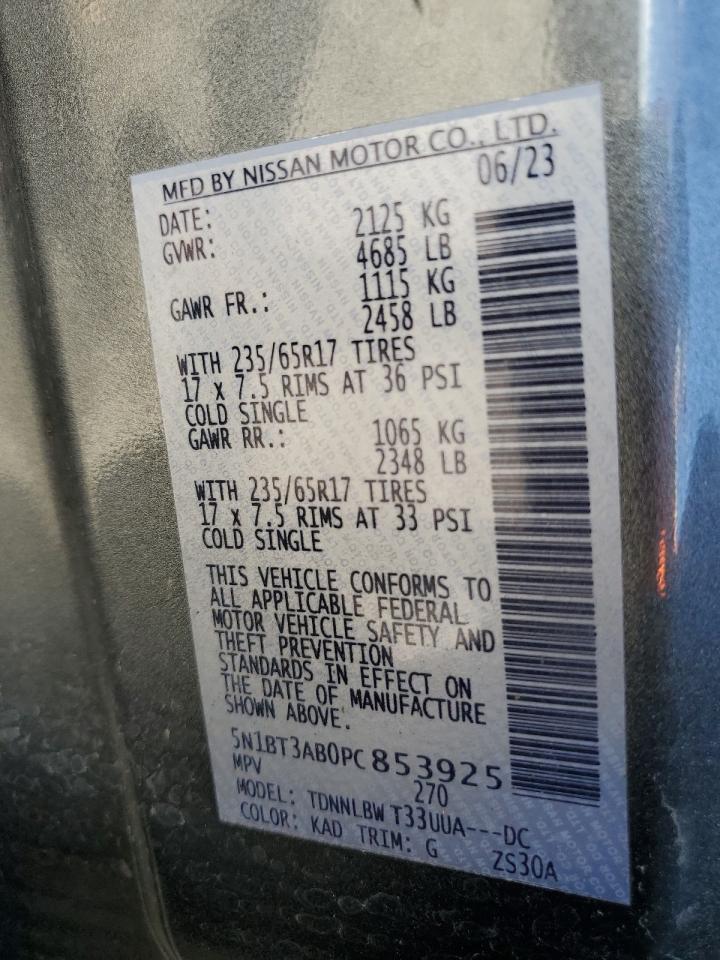 MFD BY NISSAN MOTOR CO., LTD.
DATE: 06/23
GVWR: 2125 KG
4685 LB
GAWR FR.: 1115 KG
2458 LB
WITH 235/65R17 TIRES
17 x 7.5 RIMS AT 36 PSI
COLD SINGLE
GAWR RR.: 1065 KG
2348 LB
WITH 235/65R17 TIRES
17 x 7.5 RIMS AT 33 PSI
COLD SINGLE
THIS VEHICLE CONFORMS TO
ALL APPLICABLE FEDERAL
MOTOR VEHICLE SAFETY AND
THEFT PREVENTION
STANDARDS IN EFFECT ON
THE DATE OF MANUFACTURE
SHOWN ABOVE.
5N1BT3AB0PC853925
MPV 270
MODEL: TDNNLBW T33UUA---DC
COLOR: KAD TRIM: G ZS30A